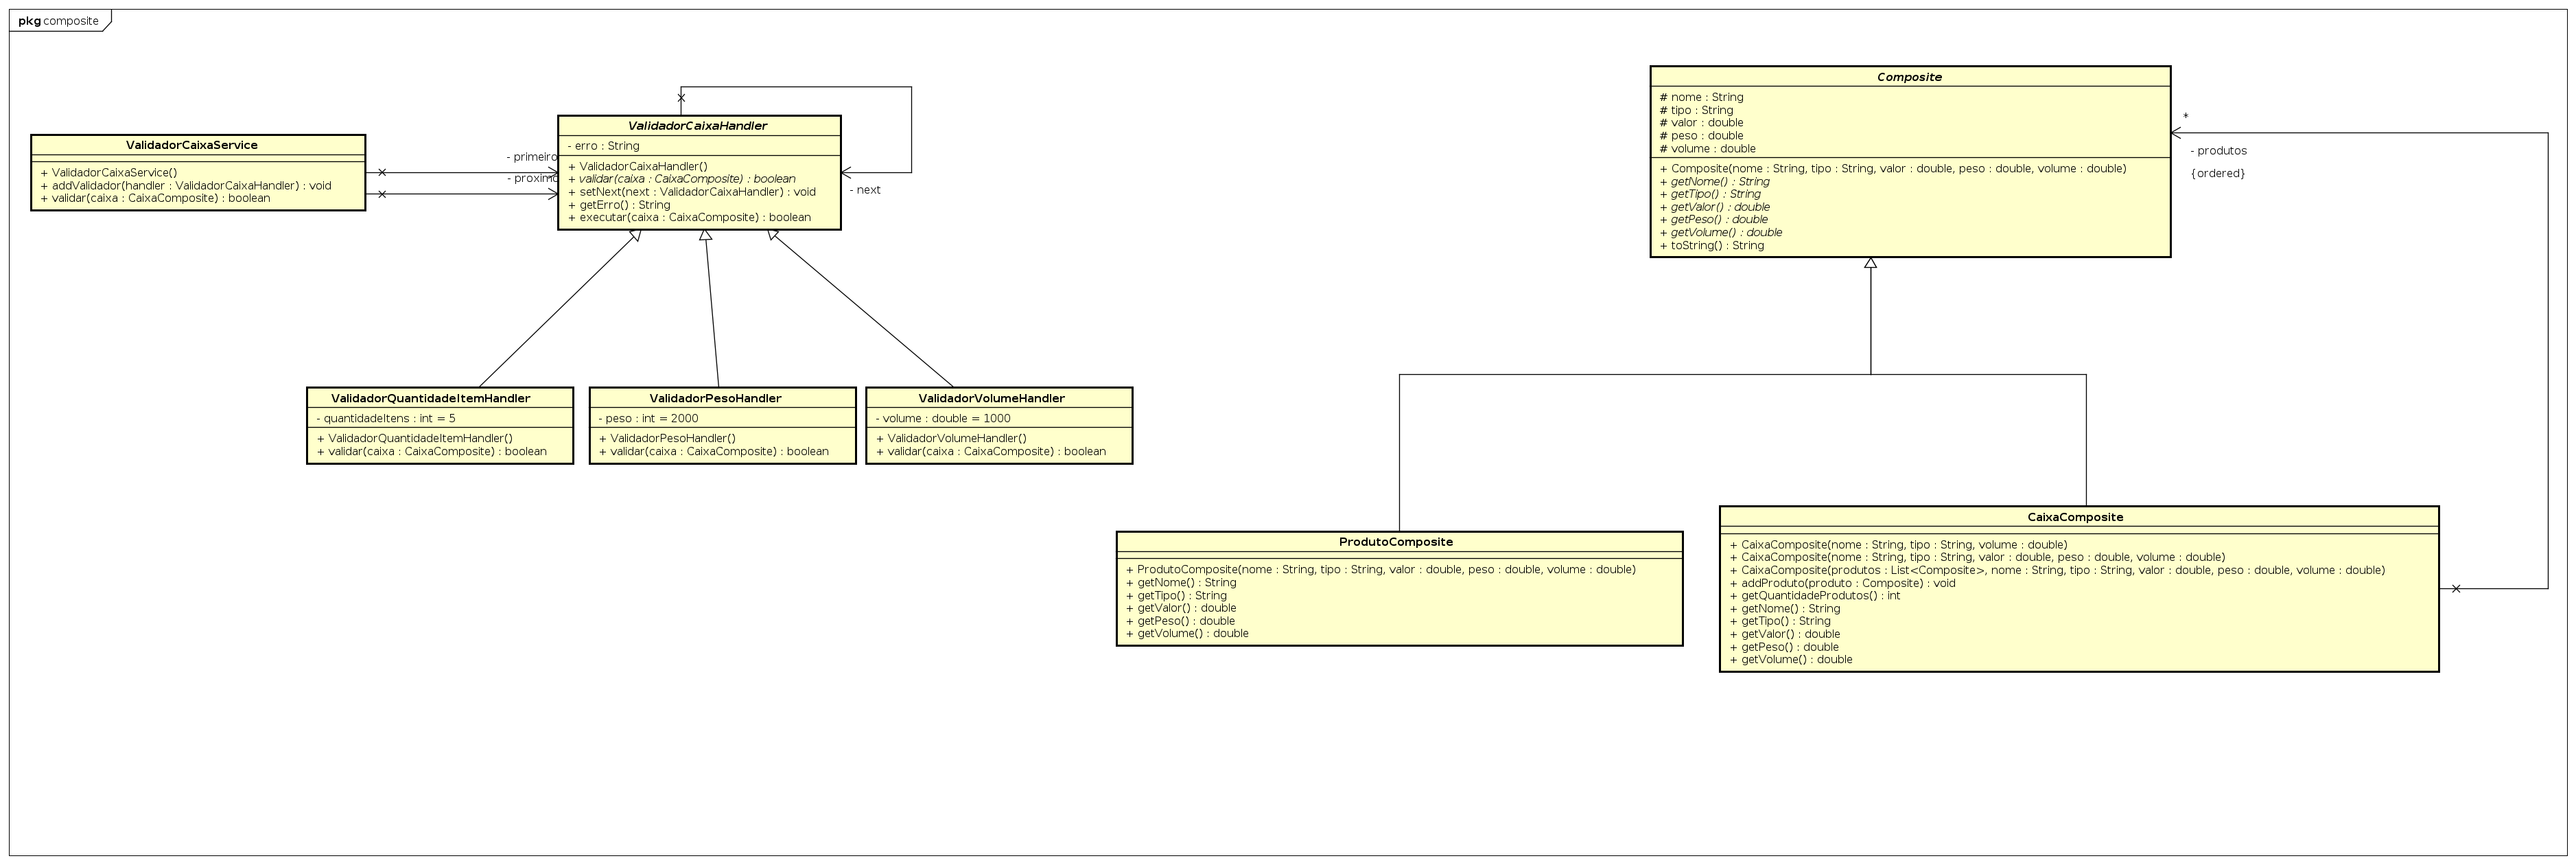 pkg composite
ValidadorCaixaService
+ ValidadorCaixaService()
+ addValidador(handler : ValidadorCaixaHandler) : void
+ validar(caixa : CaixaComposite) : boolean
- primeiro
- proximo
ValidadorCaixaHandler
- erro : String
+ ValidadorCaixaHandler()
+ validar(caixa : CaixaComposite) : boolean
+ setNext(next : ValidadorCaixaHandler) : void
+ getErro() : String
+ executar(caixa : CaixaComposite) : boolean
- next
Composite
# nome : String
# tipo : String
# valor : double
# peso : double
# volume : double
+ Composite(nome : String, tipo : String, valor : double, peso : double, volume : double)
+ getNome() : String
+ getTipo() : String
+ getValor() : double
+ getPeso() : double
+ getVolume() : double
+ toString() : String
*
- produtos
{ordered}
ValidadorQuantidadeItemHandler
- quantidadeItens : int = 5
+ ValidadorQuantidadeItemHandler()
+ validar(caixa : CaixaComposite) : boolean
ValidadorPesoHandler
- peso : int = 2000
+ ValidadorPesoHandler()
+ validar(caixa : CaixaComposite) : boolean
ValidadorVolumeHandler
- volume : double = 1000
+ ValidadorVolumeHandler()
+ validar(caixa : CaixaComposite) : boolean
ProdutoComposite
+ ProdutoComposite(nome : String, tipo : String, valor : double, peso : double, volume : double)
+ getNome() : String
+ getTipo() : String
+ getValor() : double
+ getPeso() : double
+ getVolume() : double
CaixaComposite
+ CaixaComposite(nome : String, tipo : String, volume : double)
+ CaixaComposite(nome : String, tipo : String, valor : double, peso : double, volume : double)
+ CaixaComposite(produtos : List<Composite>, nome : String, tipo : String, valor : double, peso : double, volume : double)
+ addProduto(produto : Composite) : void
+ getQuantidadeProdutos() : int
+ getNome() : String
+ getTipo() : String
+ getValor() : double
+ getPeso() : double
+ getVolume() : double